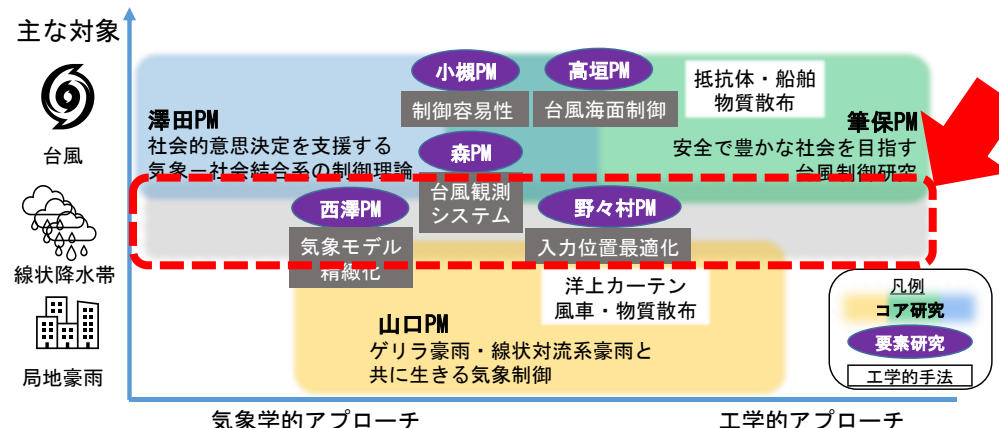 主な対象
台風
線状降水帯
局地豪雨
小槻PM
制御容易性
高垣PM
台風海面制御
抵抗体・船舶
物質散布
澤田PM
社会的意思決定を支援する
気象－社会結合系の制御理論
森PM
台風観測
システム
筆保PM
安全で豊かな社会を目指す
台風制御研究
西澤PM
気象モデル
精緻化
野々村PM
入力位置最適化
洋上カーテン
風車・物質散布
山口PM
ゲリラ豪雨・線状対流系豪雨と
共に生きる気象制御
凡例
コア研究
要素研究
工学的手法
気象学的アプローチ
工学的アプローチ